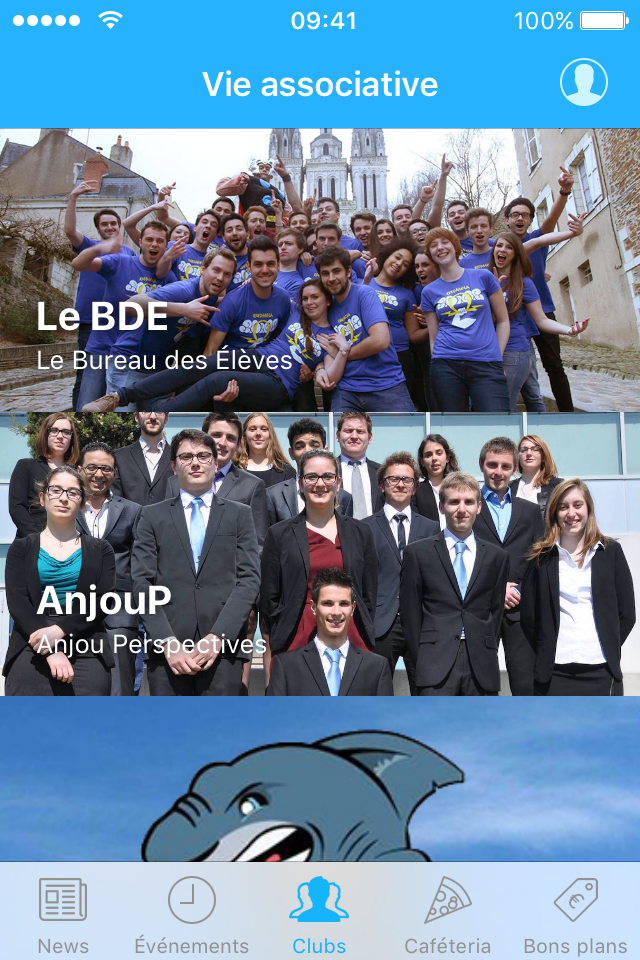 09:41
100%
Vie associative
Le BDE
Le Bureau des Élèves
AnjouP
Anjou Perspectives
News
Événements
Clubs
Caféteria
Bons plans